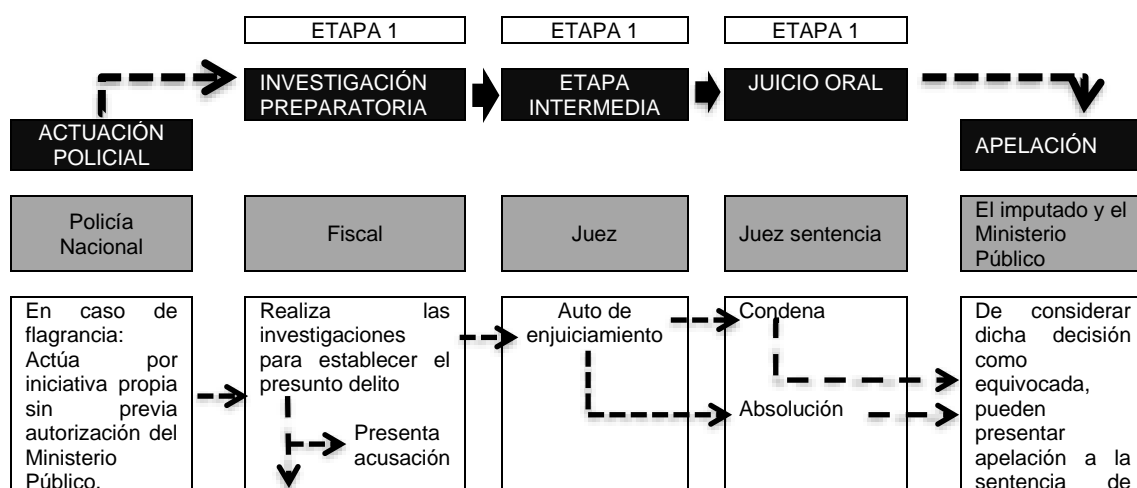 ETAPA 1
ETAPA 1
ETAPA 1
INVESTIGACIÓN
PREPARATORIA
ETAPA
INTERMEDIA
JUICIO ORAL
ACTUACIÓN
POLICIAL
APELACIÓN
Policía
Nacional
Fiscal
Juez
Juez sentencia
El imputado y el
Ministerio
Público
En caso de
flagrancia:
Actúa por
iniciativa propia
sin previa
autorización del
Ministerio
Público.
Realiza las
investigaciones
para establecer el
presunto delito
Presenta
acusación
Auto de
enjuiciamiento
Condena
Absolución
De considerar
dicha decisión
como
equivocada,
pueden
presentar
apelación a la
sentencia de